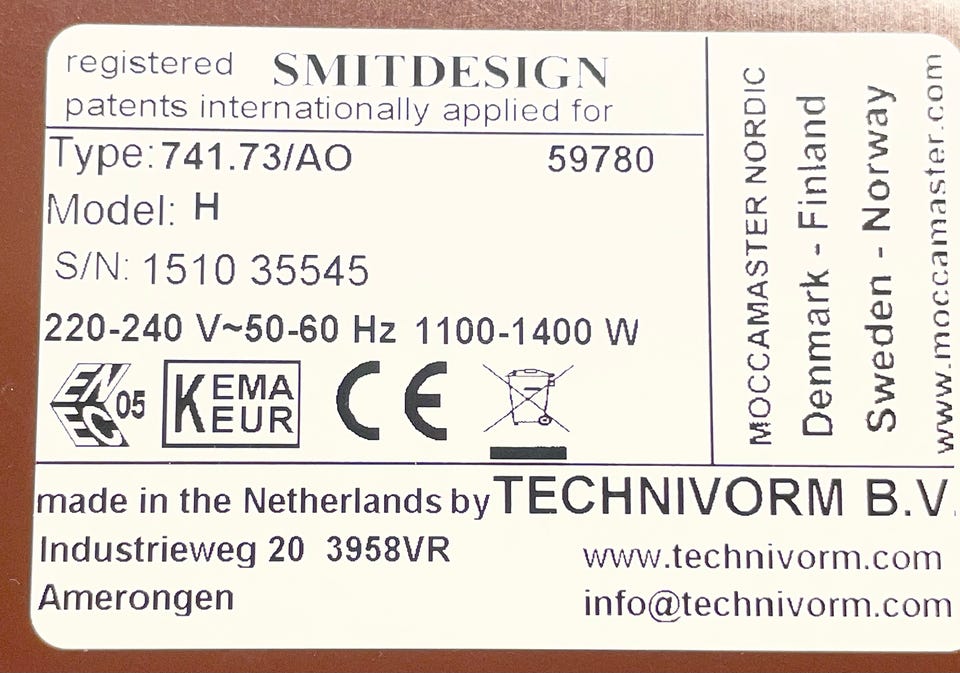 registered SMITDESIGN
patents internationally applied for
Type: 741.73/AO 59780
Model: H
S/N: 1510 35545
220-240 V~50-60 Hz 1100-1400 W
ENEC 05 KEMA KEUR CE
made in the Netherlands by TECHNIVORM B.V.
Industrieweg 20 3958VR www.technivorm.com
Amerongen info@technivorm.com
MOCCAMASTER NORDIC
Denmark - Finland
Sweden - Norway
www.moccamaster.com